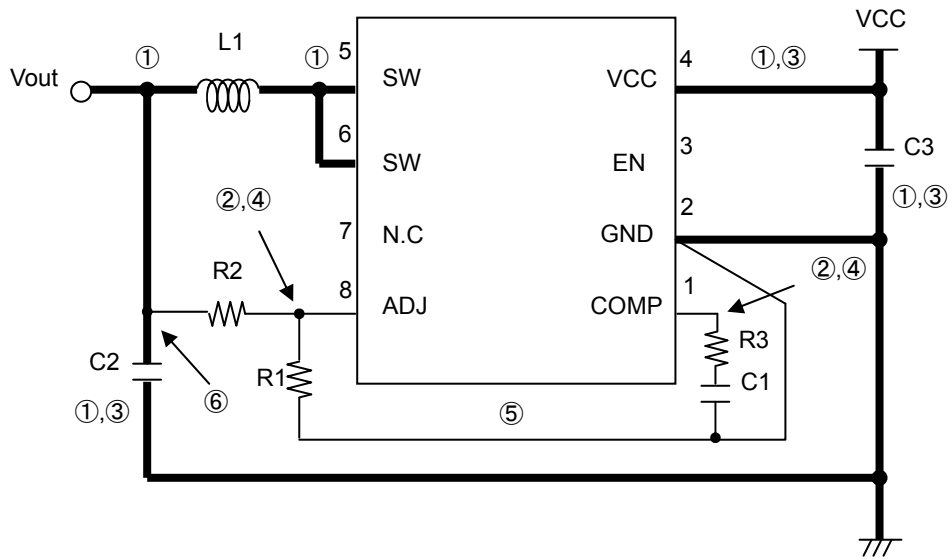 VCC
L1
①
①
5
4
①,③
Vout
SW
VCC
6
3
C3
SW
EN
①,③
②,④
2
7
N.C
GND
R2
②,④
8
1
ADJ
COMP
R3
C2
R1
C1
⑥
①,③
⑤